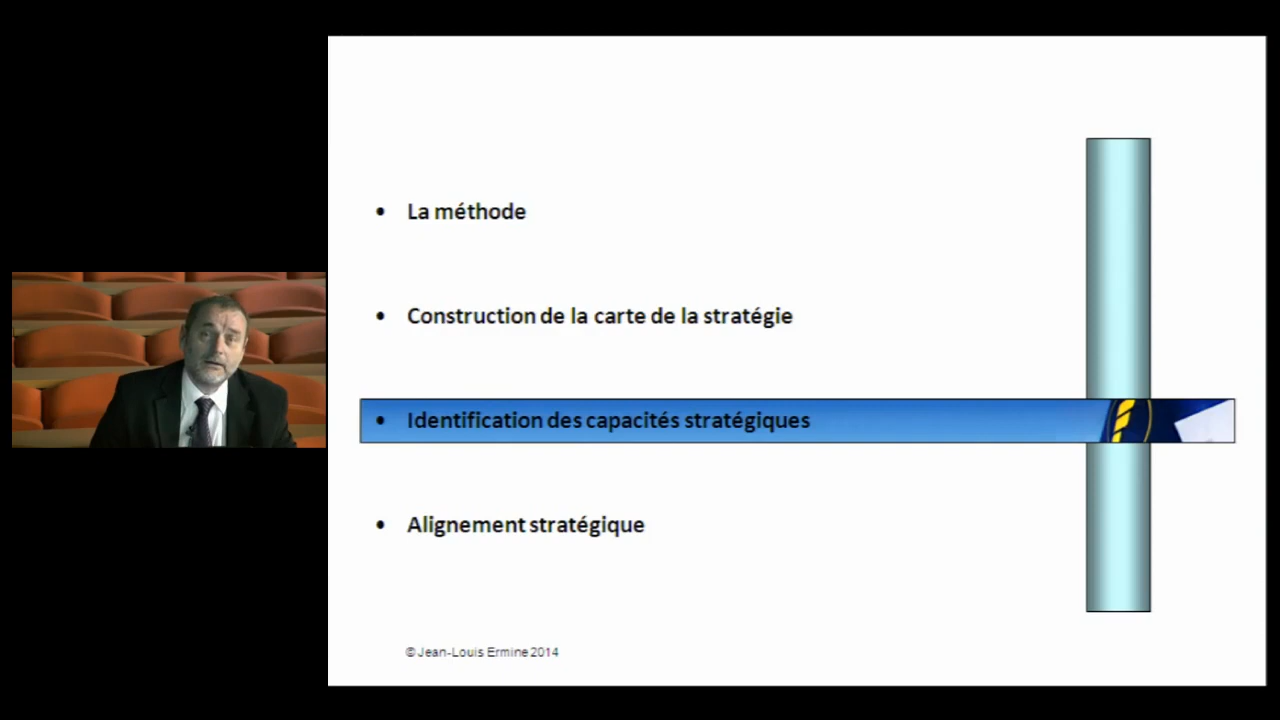 • La méthode
• Construction de la carte de la stratégie
• Identification des capacités stratégiques
• Alignement stratégique
© Jean-Louis Ermine 2014